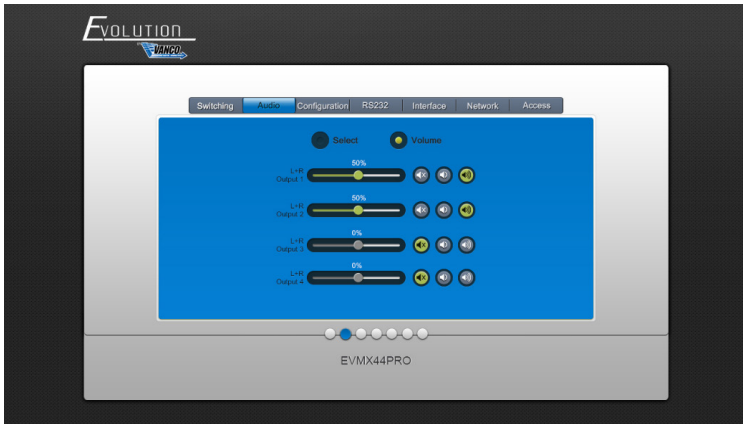 EVOLUTION
VANCO
Switching Audio Configuration RS232 Interface Network Access
Select Volume
50%
L+R
Output 1
50%
L+R
Output 2
0%
L+R
Output 3
0%
L+R
Output 4
EVMX44PRO